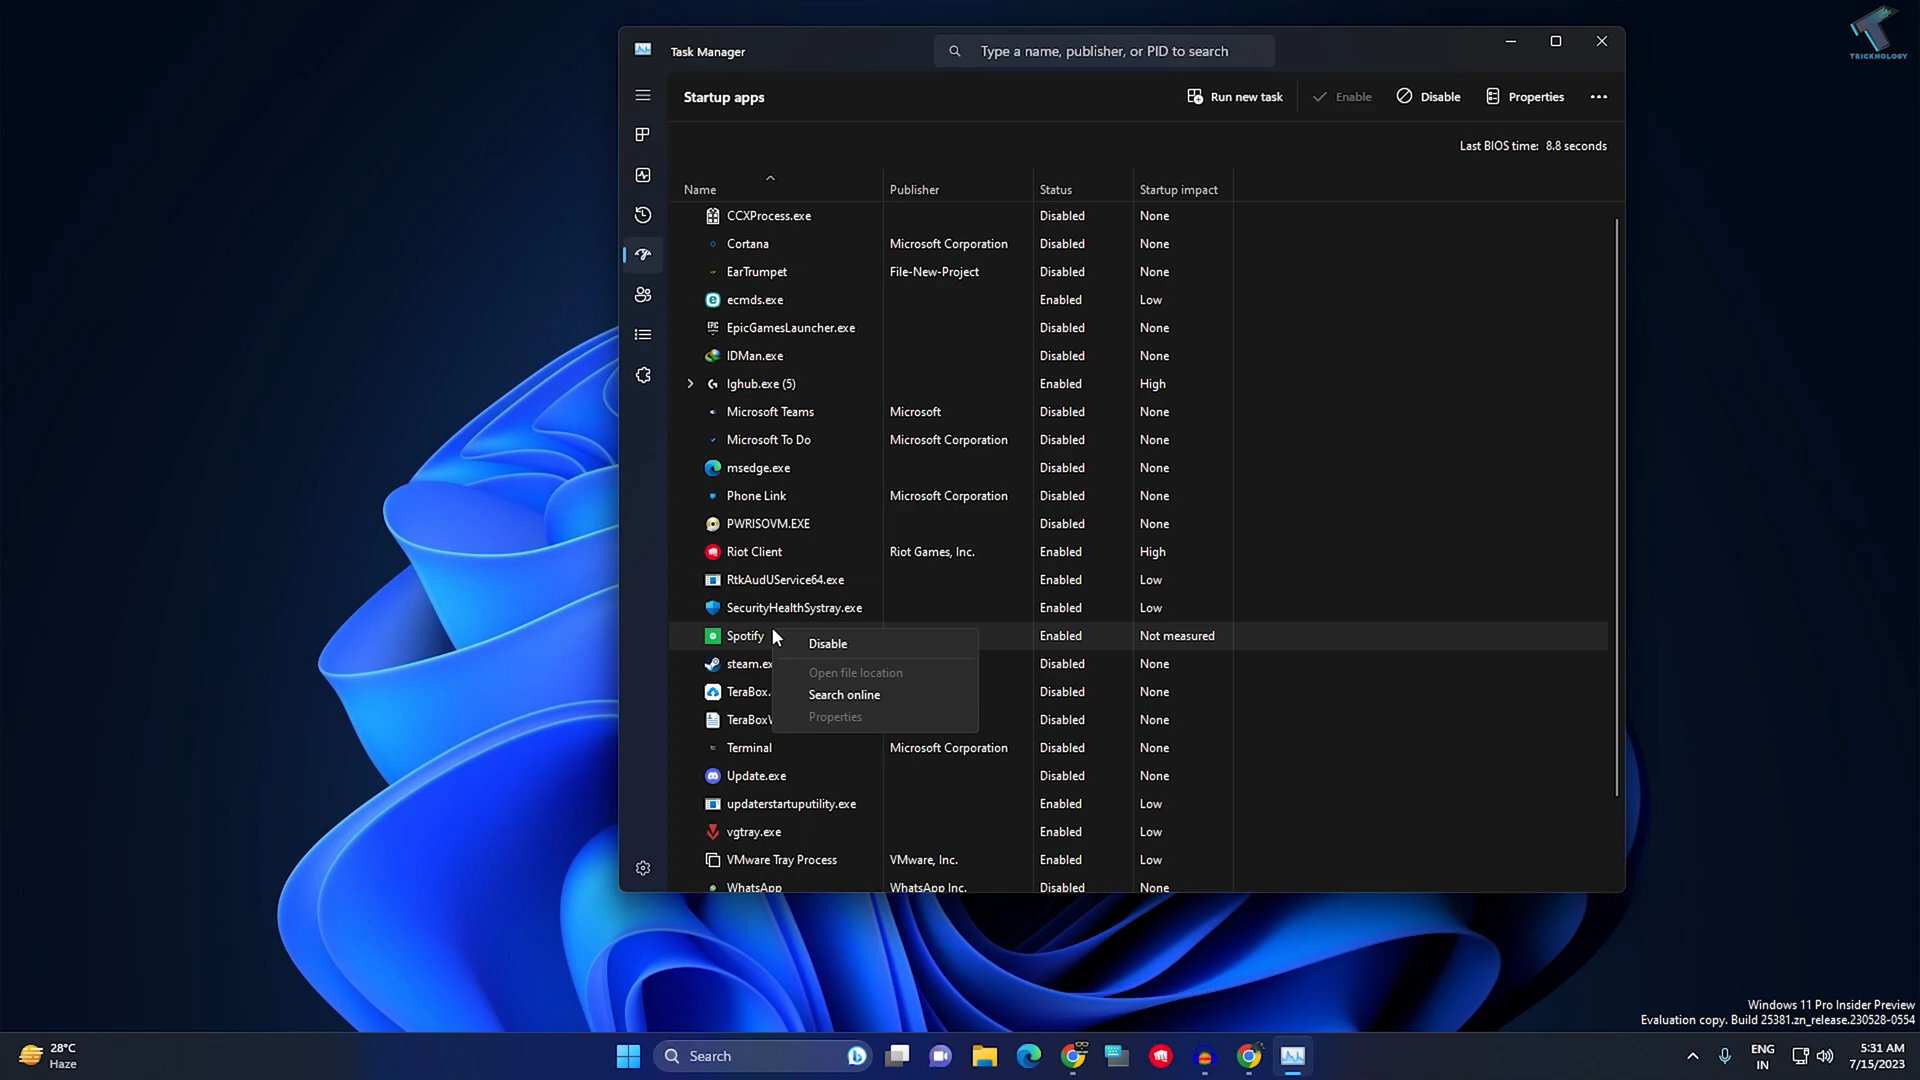 TRICKNOLOGY
Task Manager
Type a name, publisher, or PID to search
Startup apps
Run new task
Enable
Disable
Properties
Last BIOS time: 8.8 seconds
Name Publisher Status Startup impact
CCXProcess.exe Disabled None
Cortana Microsoft Corporation Disabled None
EarTrumpet File-New-Project Disabled None
ecmds.exe Enabled Low
EpicGamesLauncher.exe Disabled None
IDMan.exe Disabled None
lghub.exe (5) Enabled High
Microsoft Teams Microsoft Disabled None
Microsoft To Do Microsoft Corporation Disabled None
msedge.exe Disabled None
Phone Link Microsoft Corporation Disabled None
PWRISOVM.EXE Disabled None
Riot Client Riot Games, Inc. Enabled High
RtkAudUService64.exe Enabled Low
SecurityHealthSystray.exe Enabled Low
Spotify Enabled Not measured
Disable
steam.ex Disabled None
Open file location
TeraBox. Disabled None
Search online
TeraBoxW Disabled None
Properties
Terminal Microsoft Corporation Disabled None
Update.exe Disabled None
updaterstartuputility.exe Enabled Low
vgtray.exe Enabled Low
VMware Tray Process VMware, Inc. Enabled Low
WhatsApp WhatsApp Inc. Disabled None
Windows 11 Pro Insider Preview
Evaluation copy. Build 25381.zn_release.230528-0554
28°C
Haze
Search
ENG
IN
5:31 AM
7/15/2023